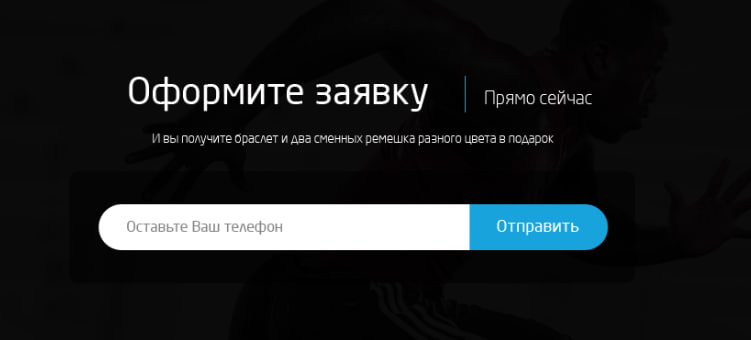 Оформите заявку
Прямо сейчас
И вы получите браслет и два сменных ремешка разного цвета в подарок
Оставьте Ваш телефон
Отправить